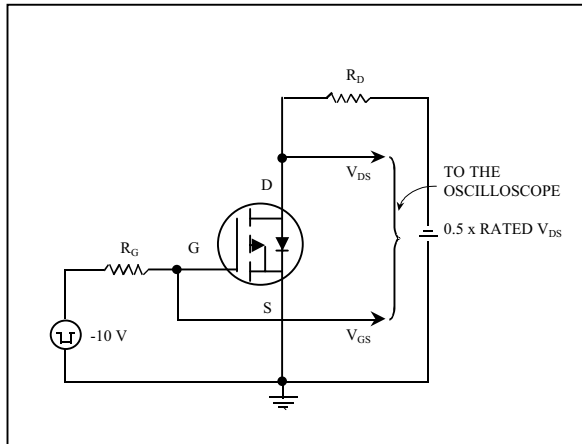 R_D
D
V_DS
TO THE
OSCILLOSCOPE
0.5 x RATED V_DS
R_G
G
S
V_GS
-10 V